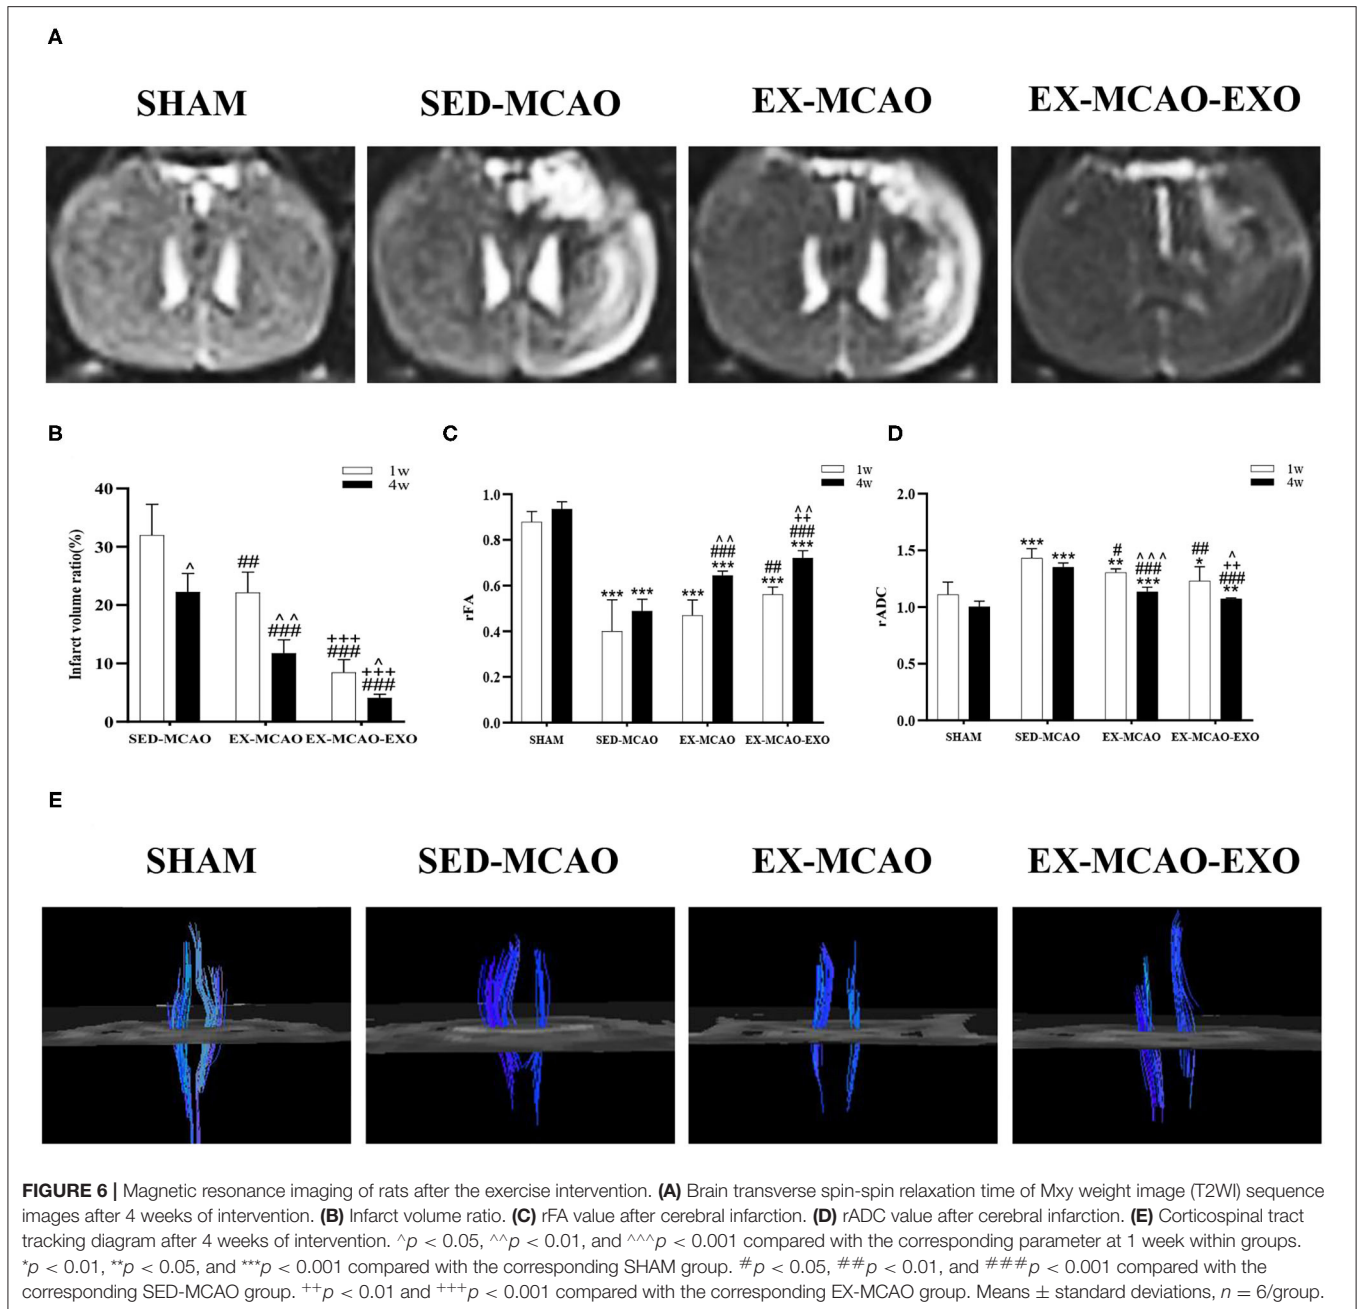 A
SHAM
SED-MCAO
EX-MCAO
EX-MCAO-EXO
B
1w
4w
Infarct volume ratio(%)
40
30
20
10
0
^
##
^ ^
###
+++
###
^
+++
###
SED-MCAO
EX-MCAO
EX-MCAO-EXO
C
1w
4w
rFA
1.0
0.8
0.6
0.4
0.2
0.0
***
***
***
^ ^
###
***
##
***
^ ^
++
###
***
SHAM
SED-MCAO
EX-MCAO
EX-MCAO-EXO
D
1w
4w
rADC
2.0
1.5
1.0
0.5
0.0
***
***
#
**
^ ^ ^
###
***
##
*
^
++
###
**
SHAM
SED-MCAO
EX-MCAO
EX-MCAO-EXO
E
SHAM
SED-MCAO
EX-MCAO
EX-MCAO-EXO
FIGURE 6 | Magnetic resonance imaging of rats after the exercise intervention. (A) Brain transverse spin-spin relaxation time of Mxy weight image (T2WI) sequence
images after 4 weeks of intervention. (B) Infarct volume ratio. (C) rFA value after cerebral infarction. (D) rADC value after cerebral infarction. (E) Corticospinal tract
tracking diagram after 4 weeks of intervention. ^p < 0.05, ^^p < 0.01, and ^^^p < 0.001 compared with the corresponding parameter at 1 week within groups.
*p < 0.01, **p < 0.05, and ***p < 0.001 compared with the corresponding SHAM group. #p < 0.05, ##p < 0.01, and ###p < 0.001 compared with the
corresponding SED-MCAO group. ++p < 0.01 and +++p < 0.001 compared with the corresponding EX-MCAO group. Means ± standard deviations, n = 6/group.